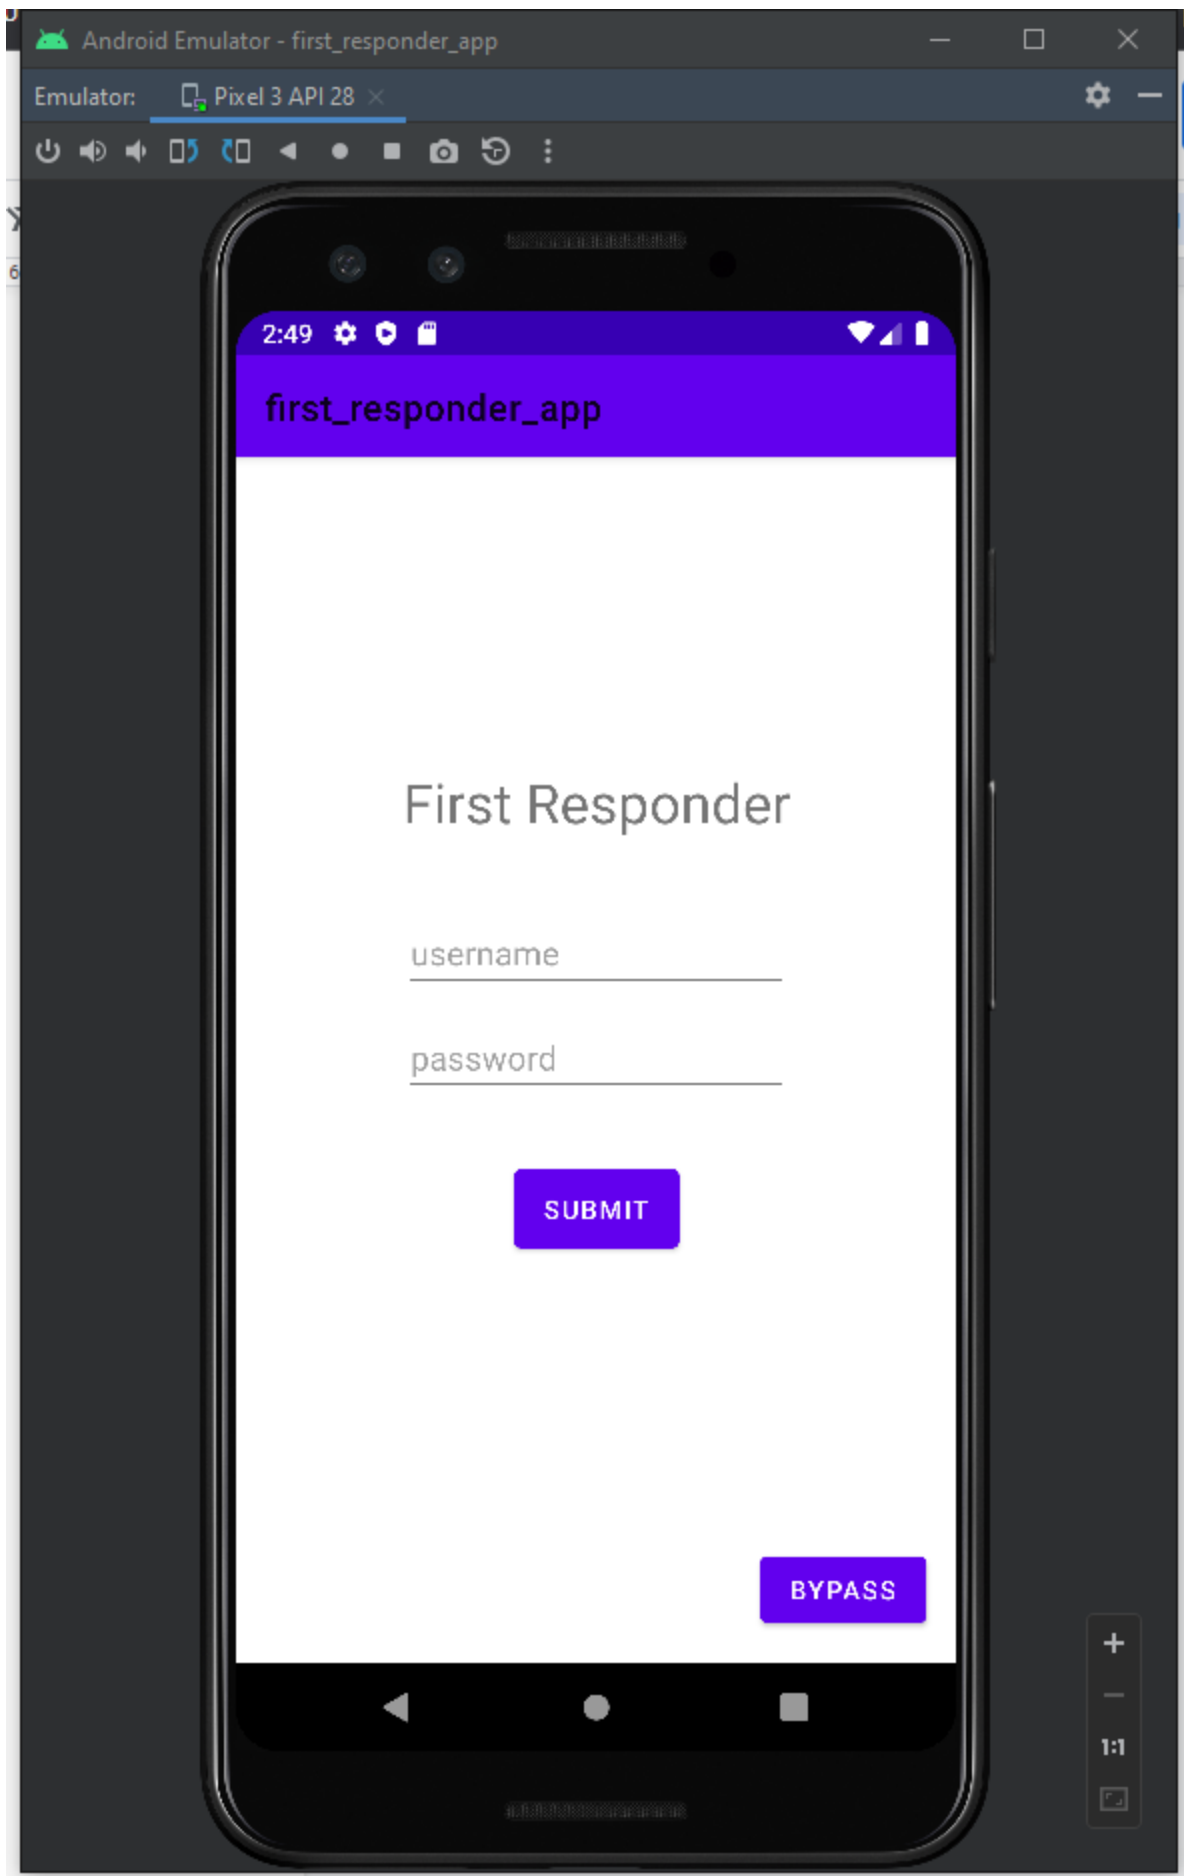 Android Emulator - first_responder_app
Emulator: Pixel 3 API 28
2:49
first_responder_app
First Responder
username
password
SUBMIT
BYPASS
1:1
6